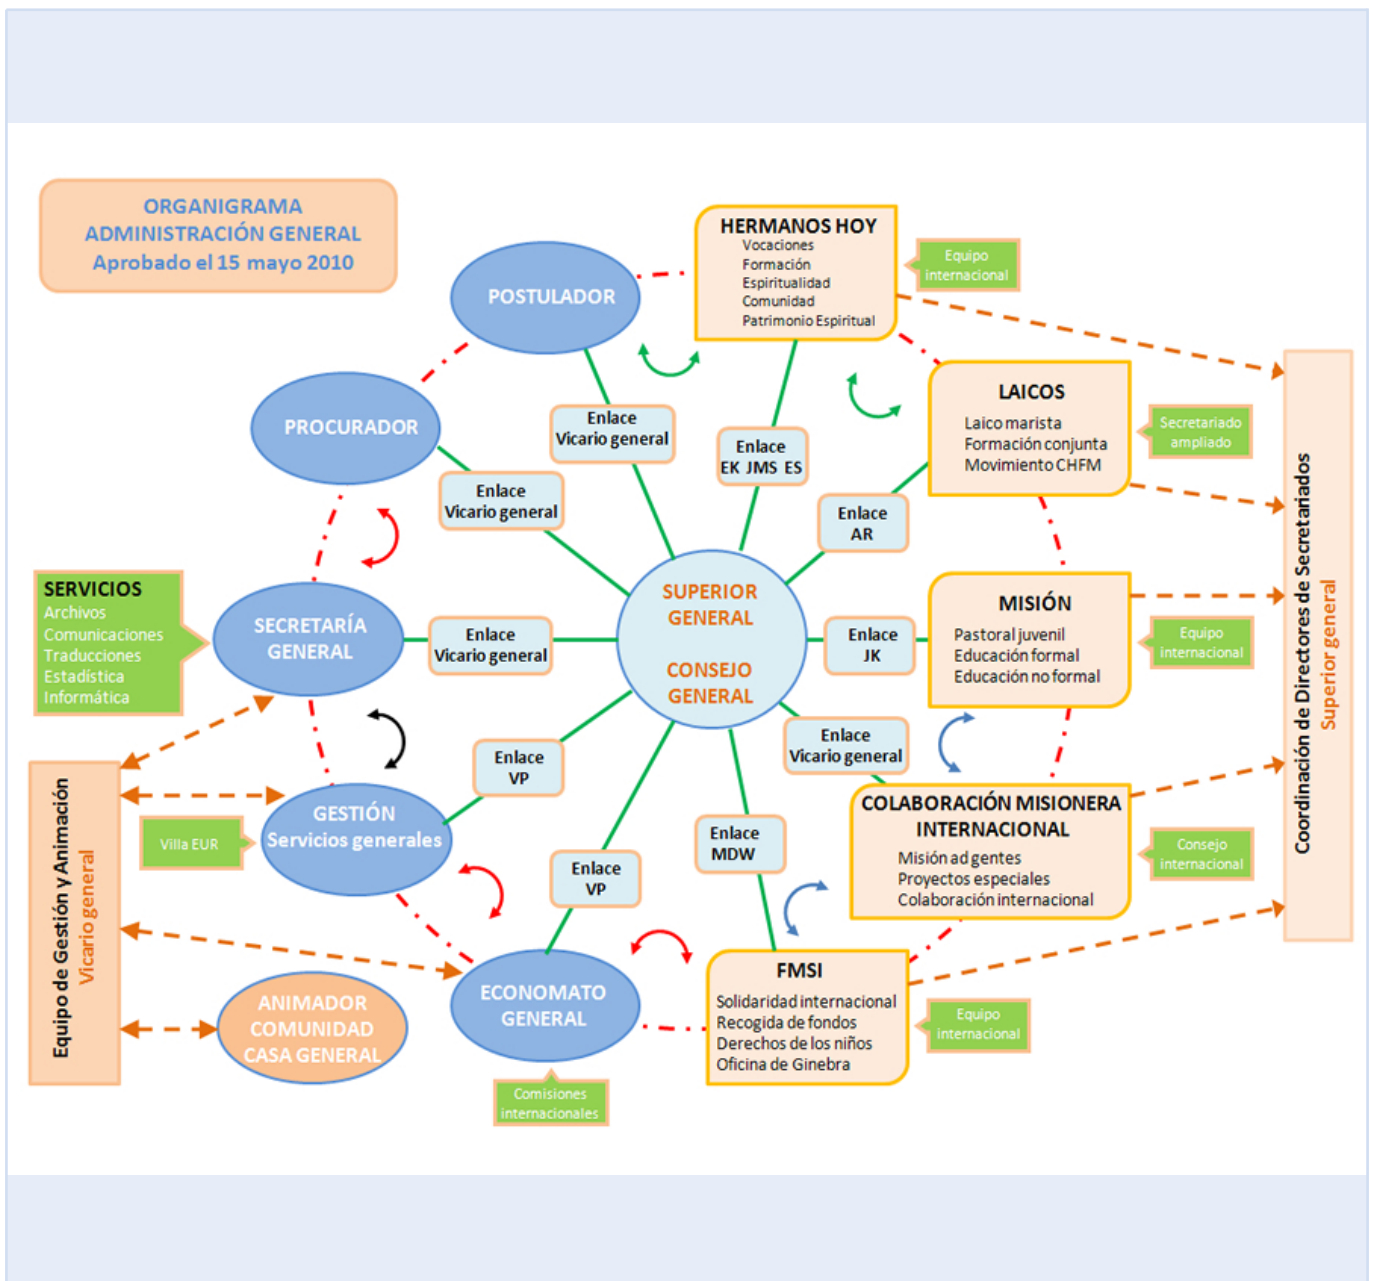 ORGANIGRAMA
ADMINISTRACIÓN GENERAL
Aprobado el 15 mayo 2010
POSTULADOR
HERMANOS HOY
Vocaciones
Formación
Espiritualidad
Comunidad
Patrimonio Espiritual
Equipo
internacional
PROCURADOR
LAICOS
Laico marista
Formación conjunta
Movimiento CHFM
Secretariado
ampliado
Enlace
Vicario general
Enlace
EK JMS ES
Enlace
Vicario general
Enlace
AR
SERVICIOS
Archivos
Comunicaciones
Traducciones
Estadística
Informática
SECRETARÍA
GENERAL
Enlace
Vicario general
SUPERIOR
GENERAL
CONSEJO
GENERAL
Enlace
JK
MISIÓN
Pastoral juvenil
Educación formal
Educación no formal
Equipo
internacional
Coordinación de Directores de Secretariados
Superior general
Enlace
VP
Enlace
Vicario general
Equipo de Gestión y Animación
Vicario general
Villa EUR
GESTIÓN
Servicios generales
Enlace
VP
Enlace
MDW
COLABORACIÓN MISIONERA
INTERNACIONAL
Misión ad gentes
Proyectos especiales
Colaboración internacional
Consejo
internacional
ANIMADOR
COMUNIDAD
CASA GENERAL
ECONOMATO
GENERAL
FMSI
Solidaridad internacional
Recogida de fondos
Derechos de los niños
Oficina de Ginebra
Equipo
internacional
Comisiones
internacionales